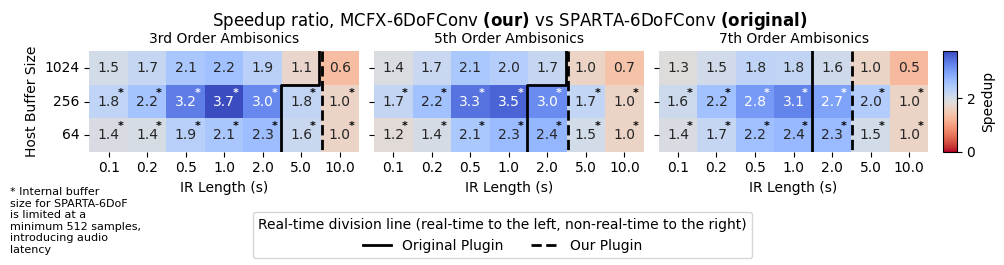 Speedup ratio, MCFX-6DoFConv (our) vs SPARTA-6DoFConv (original)
3rd Order Ambisonics
5th Order Ambisonics
7th Order Ambisonics
Host Buffer Size
1024
256
64
1.5 1.7 2.1 2.2 1.9 1.1 0.6
1.8* 2.2* 3.2* 3.7* 3.0* 1.8* 1.0*
1.4* 1.4* 1.9* 2.1* 2.3* 1.6* 1.0*
0.1 0.2 0.5 1.0 2.0 5.0 10.0
IR Length (s)
1.4 1.7 2.1 2.0 1.7 1.0 0.7
1.7* 2.2* 3.3* 3.5* 3.0* 1.7* 1.0*
1.2* 1.4* 2.1* 2.3* 2.4* 1.5* 1.0*
0.1 0.2 0.5 1.0 2.0 5.0 10.0
IR Length (s)
1.3 1.5 1.8 1.8 1.6 1.0 0.5
1.6* 2.2* 2.8* 3.1* 2.7* 2.0* 1.0*
1.4* 1.7* 2.2* 2.4* 2.3* 1.5* 1.0*
0.1 0.2 0.5 1.0 2.0 5.0 10.0
IR Length (s)
2
0
Speedup
* Internal buffer
size for SPARTA-6DoF
is limited at a
minimum 512 samples,
introducing audio
latency
Real-time division line (real-time to the left, non-real-time to the right)
Original Plugin
Our Plugin